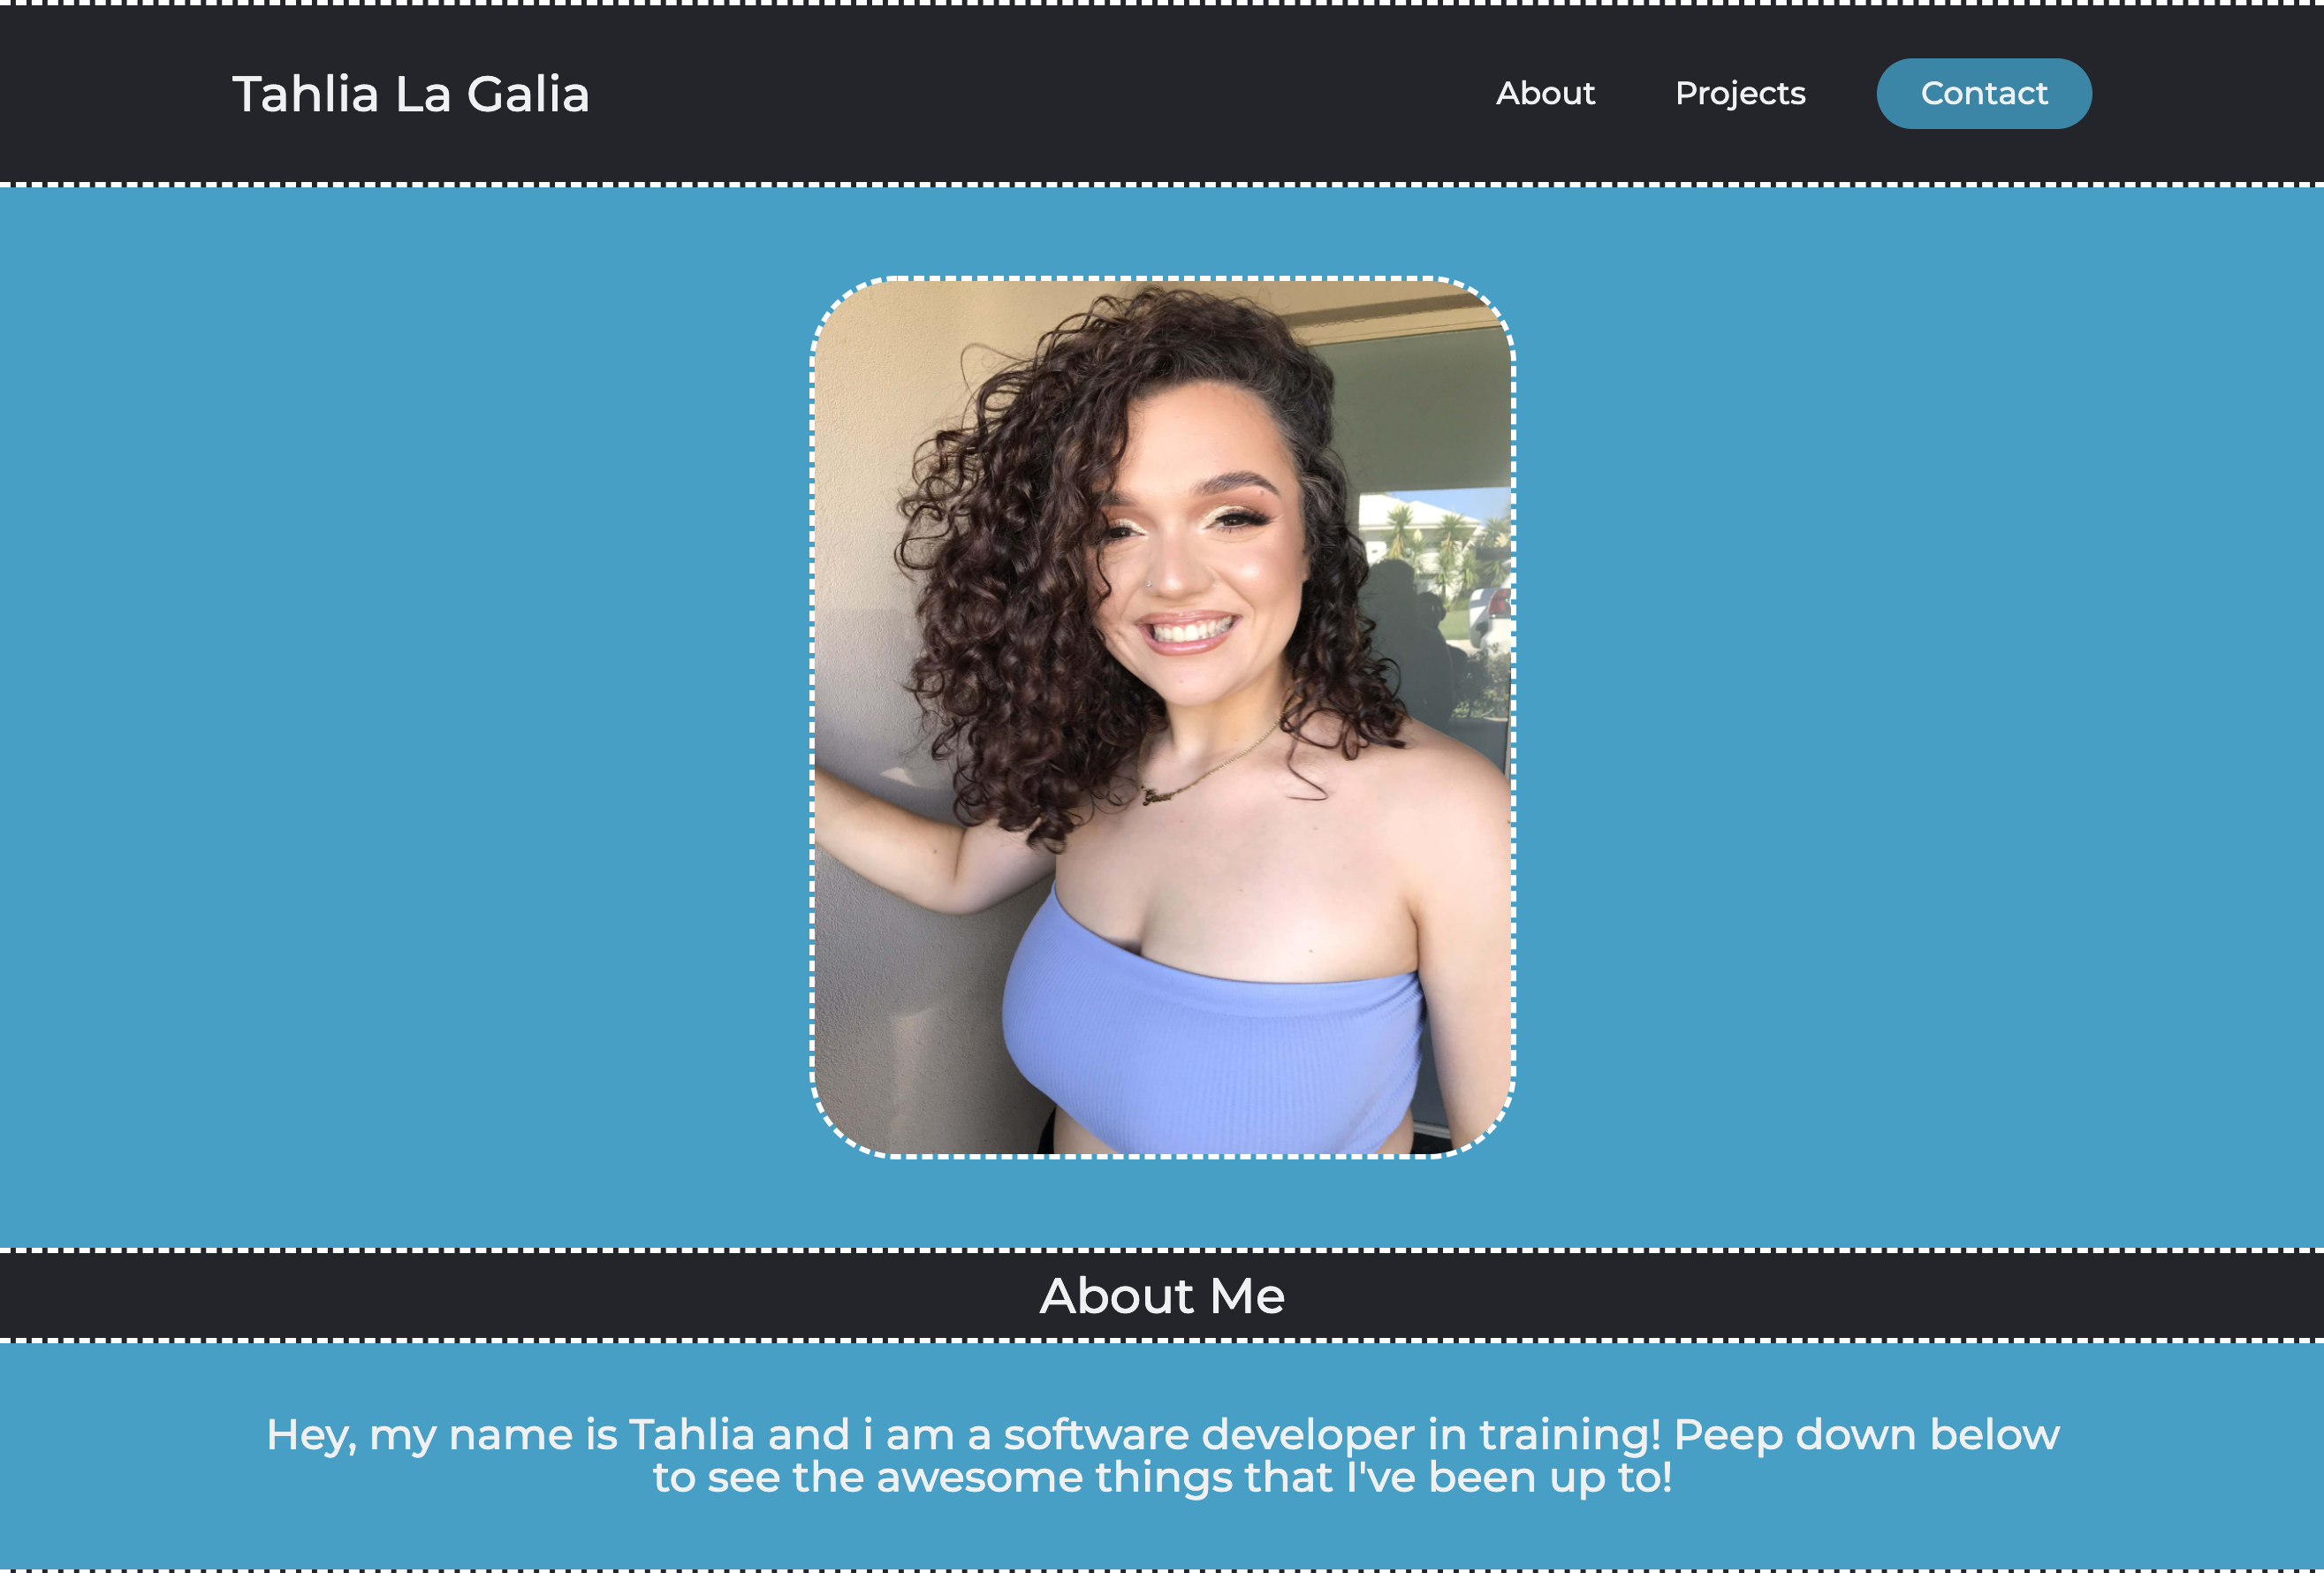 Tahlia La Galia
About
Projects
Contact
About Me
Hey, my name is Tahlia and i am a software developer in training! Peep down below
to see the awesome things that I've been up to!